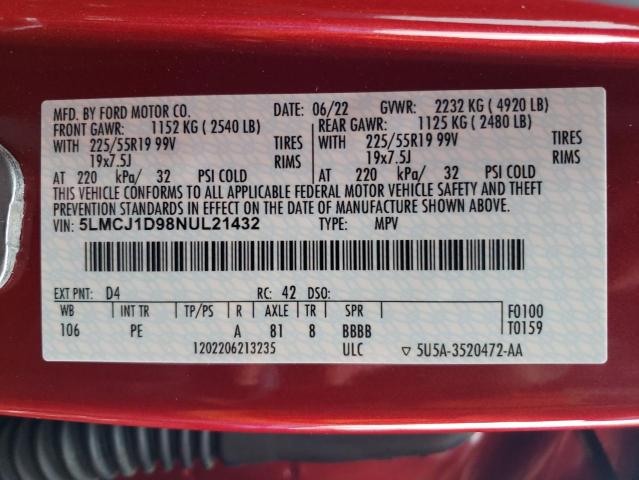 MFD. BY FORD MOTOR CO. DATE: 06/22 GVWR: 2232 KG ( 4920 LB)
FRONT GAWR: 1152 KG ( 2540 LB) REAR GAWR: 1125 KG ( 2480 LB)
WITH 225/55R19 99V TIRES WITH 225/55R19 99V TIRES
19x7.5J RIMS 19x7.5J RIMS
AT 220 kPa/ 32 PSI COLD AT 220 kPa/ 32 PSI COLD
THIS VEHICLE CONFORMS TO ALL APPLICABLE FEDERAL MOTOR VEHICLE SAFETY AND THEFT
PREVENTION STANDARDS IN EFFECT ON THE DATE OF MANUFACTURE SHOWN ABOVE.
VIN: 5LMCJ1D98NUL21432 TYPE: MPV
EXT PNT: D4 RC: 42 DSO:
WB INT TR TP/PS R AXLE TR SPR F0100
106 PE A 81 8 BBBB T0159
1202206213235 ULC ▽ 5U5A-3520472-AA